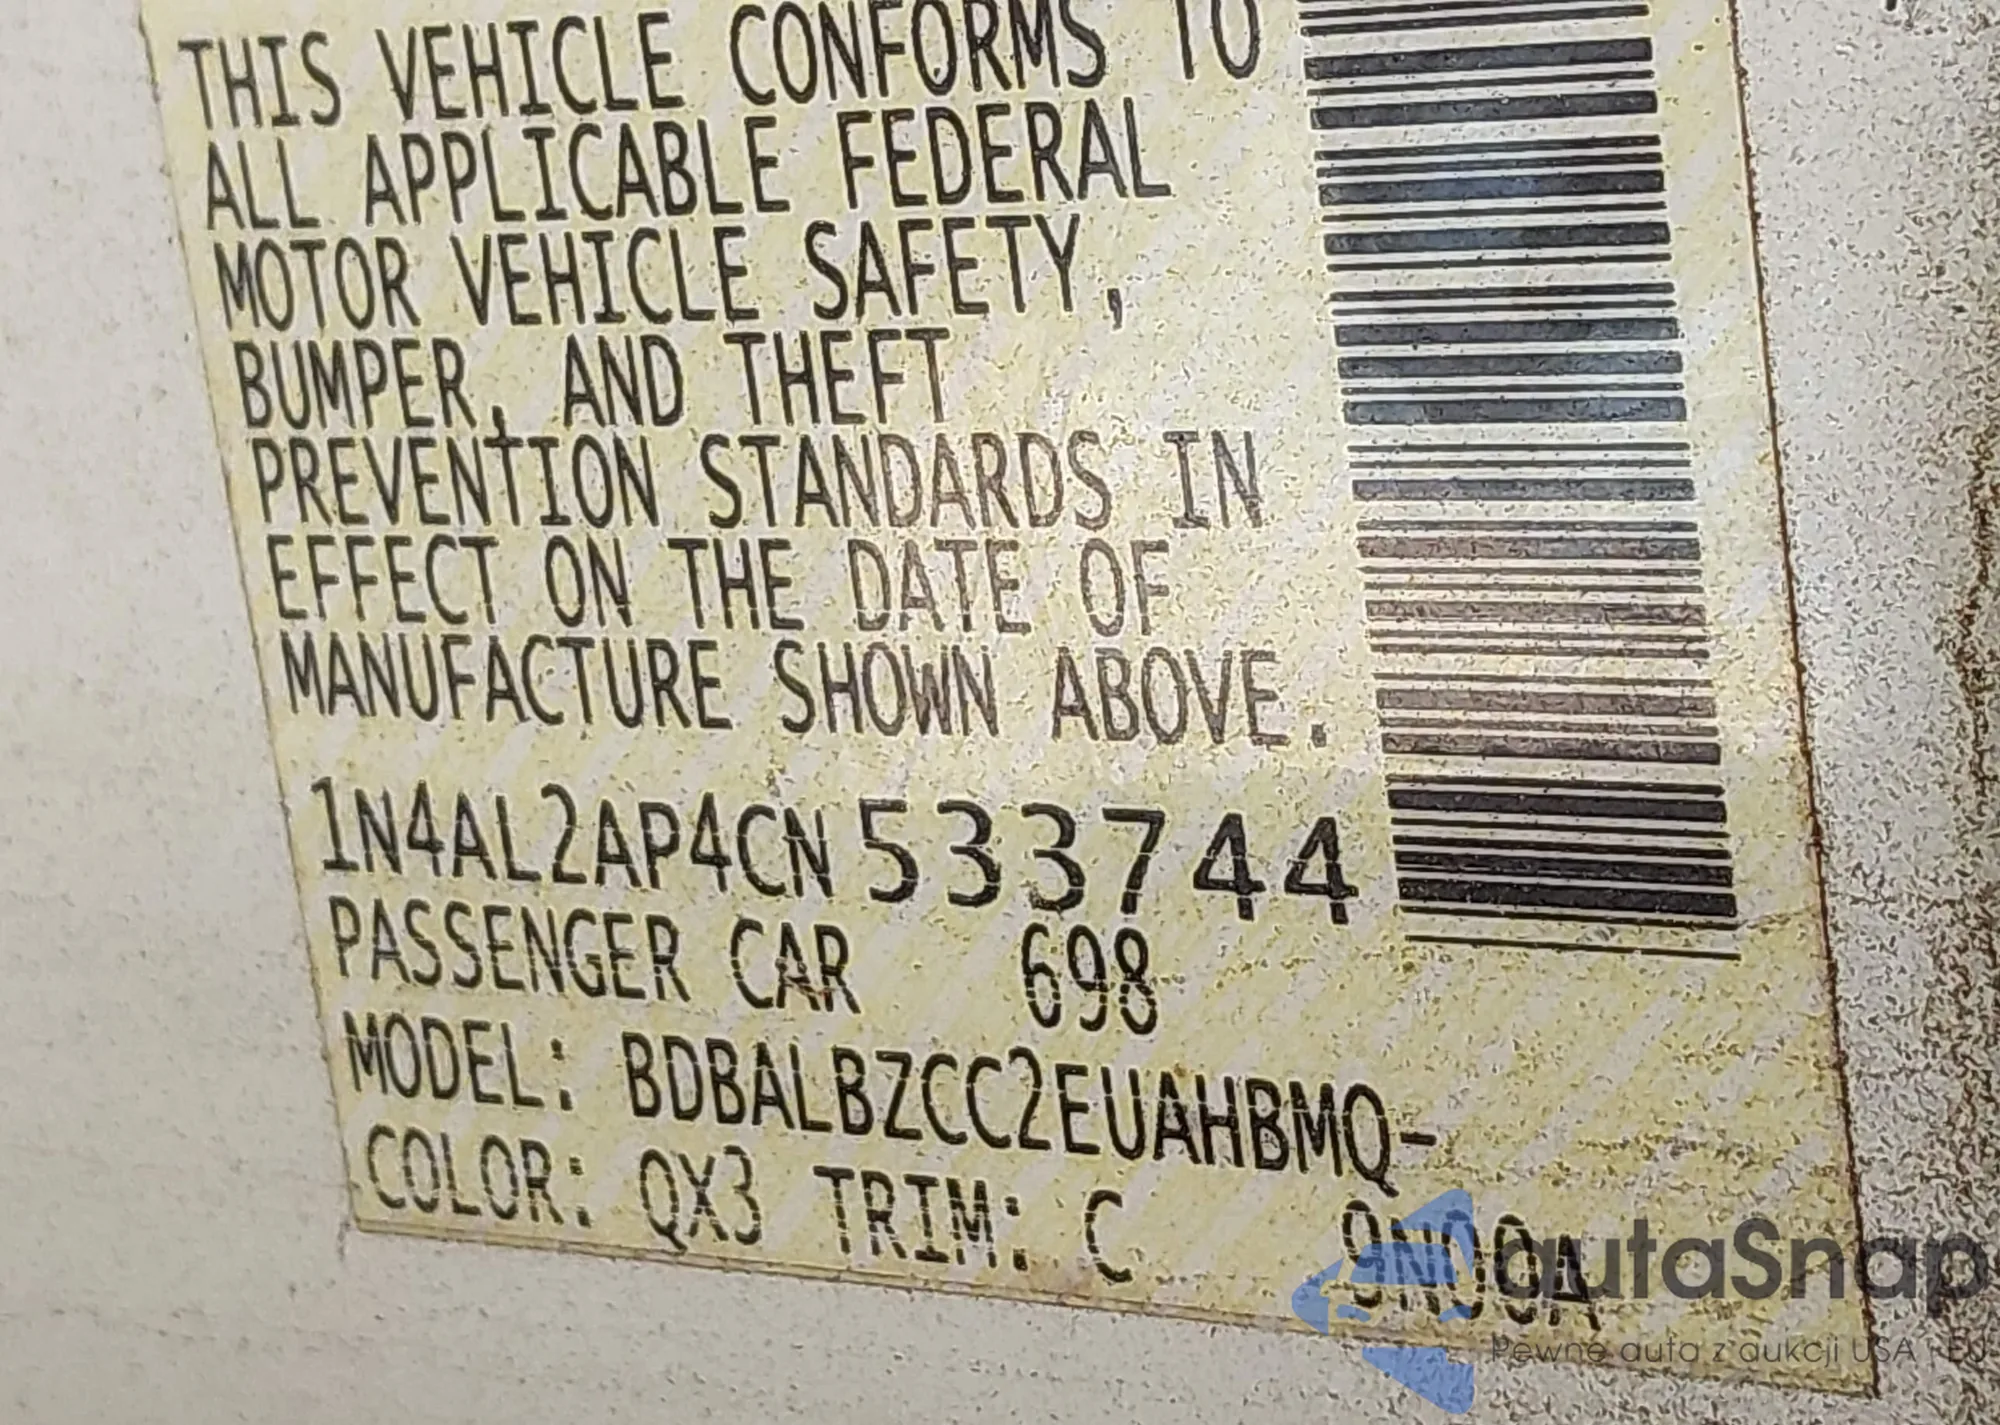 THIS VEHICLE CONFORMS TO
ALL APPLICABLE FEDERAL
MOTOR VEHICLE SAFETY,
BUMPER, AND THEFT
PREVENTION STANDARDS IN
EFFECT ON THE DATE OF
MANUFACTURE SHOWN ABOVE.
1N4AL2AP4CN533744
PASSENGER CAR 698
MODEL: BDBALBZCC2EUAHBMQ-
COLOR: QX3 TRIM: C 9N00A
autaSnap
Pewne auta z aukcji USA i EU